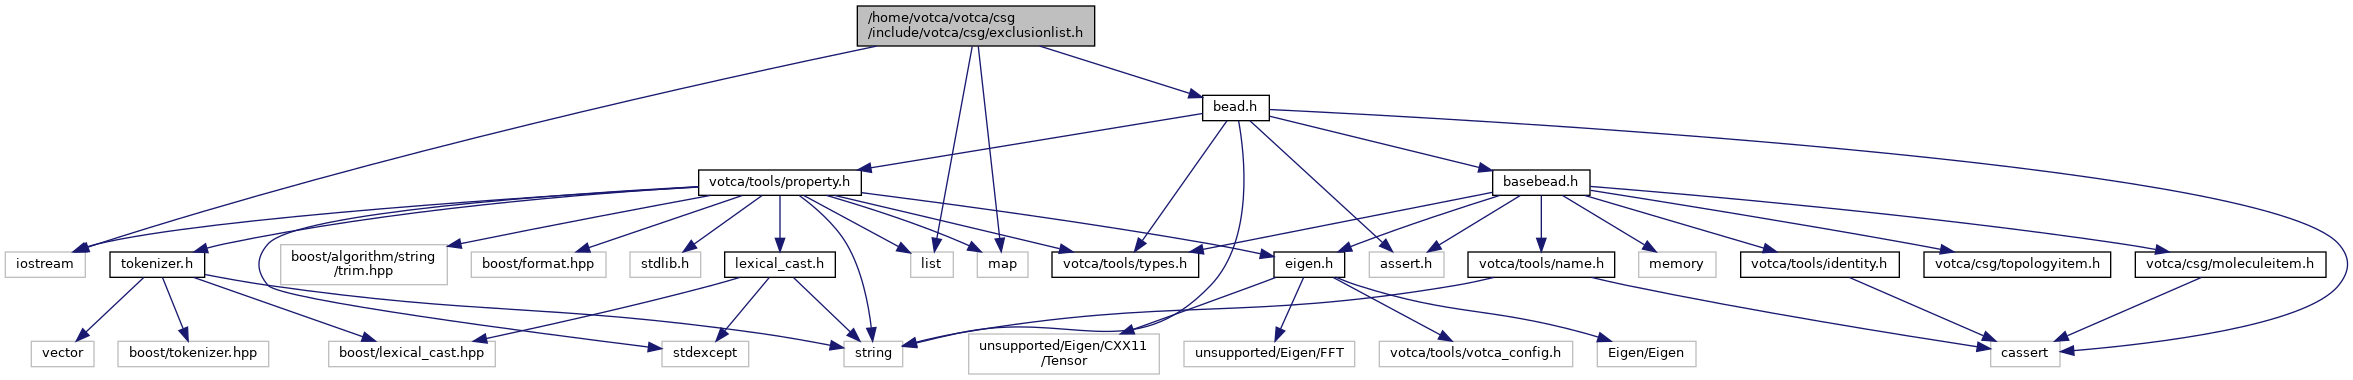 /home/votca/votca/csg
/include/votca/csg/exclusionlist.h
bead.h
votca/tools/property.h
basebead.h
iostream
tokenizer.h
boost/algorithm/string
/trim.hpp
boost/format.hpp
stdlib.h
lexical_cast.h
list
map
votca/tools/types.h
eigen.h
assert.h
votca/tools/name.h
memory
votca/tools/identity.h
votca/csg/topologyitem.h
votca/csg/moleculeitem.h
vector
boost/tokenizer.hpp
boost/lexical_cast.hpp
stdexcept
string
unsupported/Eigen/CXX11
/Tensor
unsupported/Eigen/FFT
votca/tools/votca_config.h
Eigen/Eigen
cassert